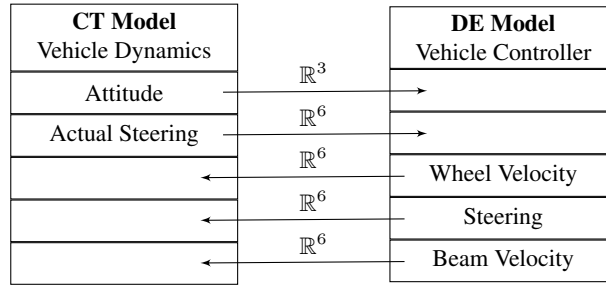 CT Model
Vehicle Dynamics
DE Model
Vehicle Controller
Attitude
ℝ³
Actual Steering
ℝ⁶
ℝ⁶
Wheel Velocity
ℝ⁶
Steering
ℝ⁶
Beam Velocity